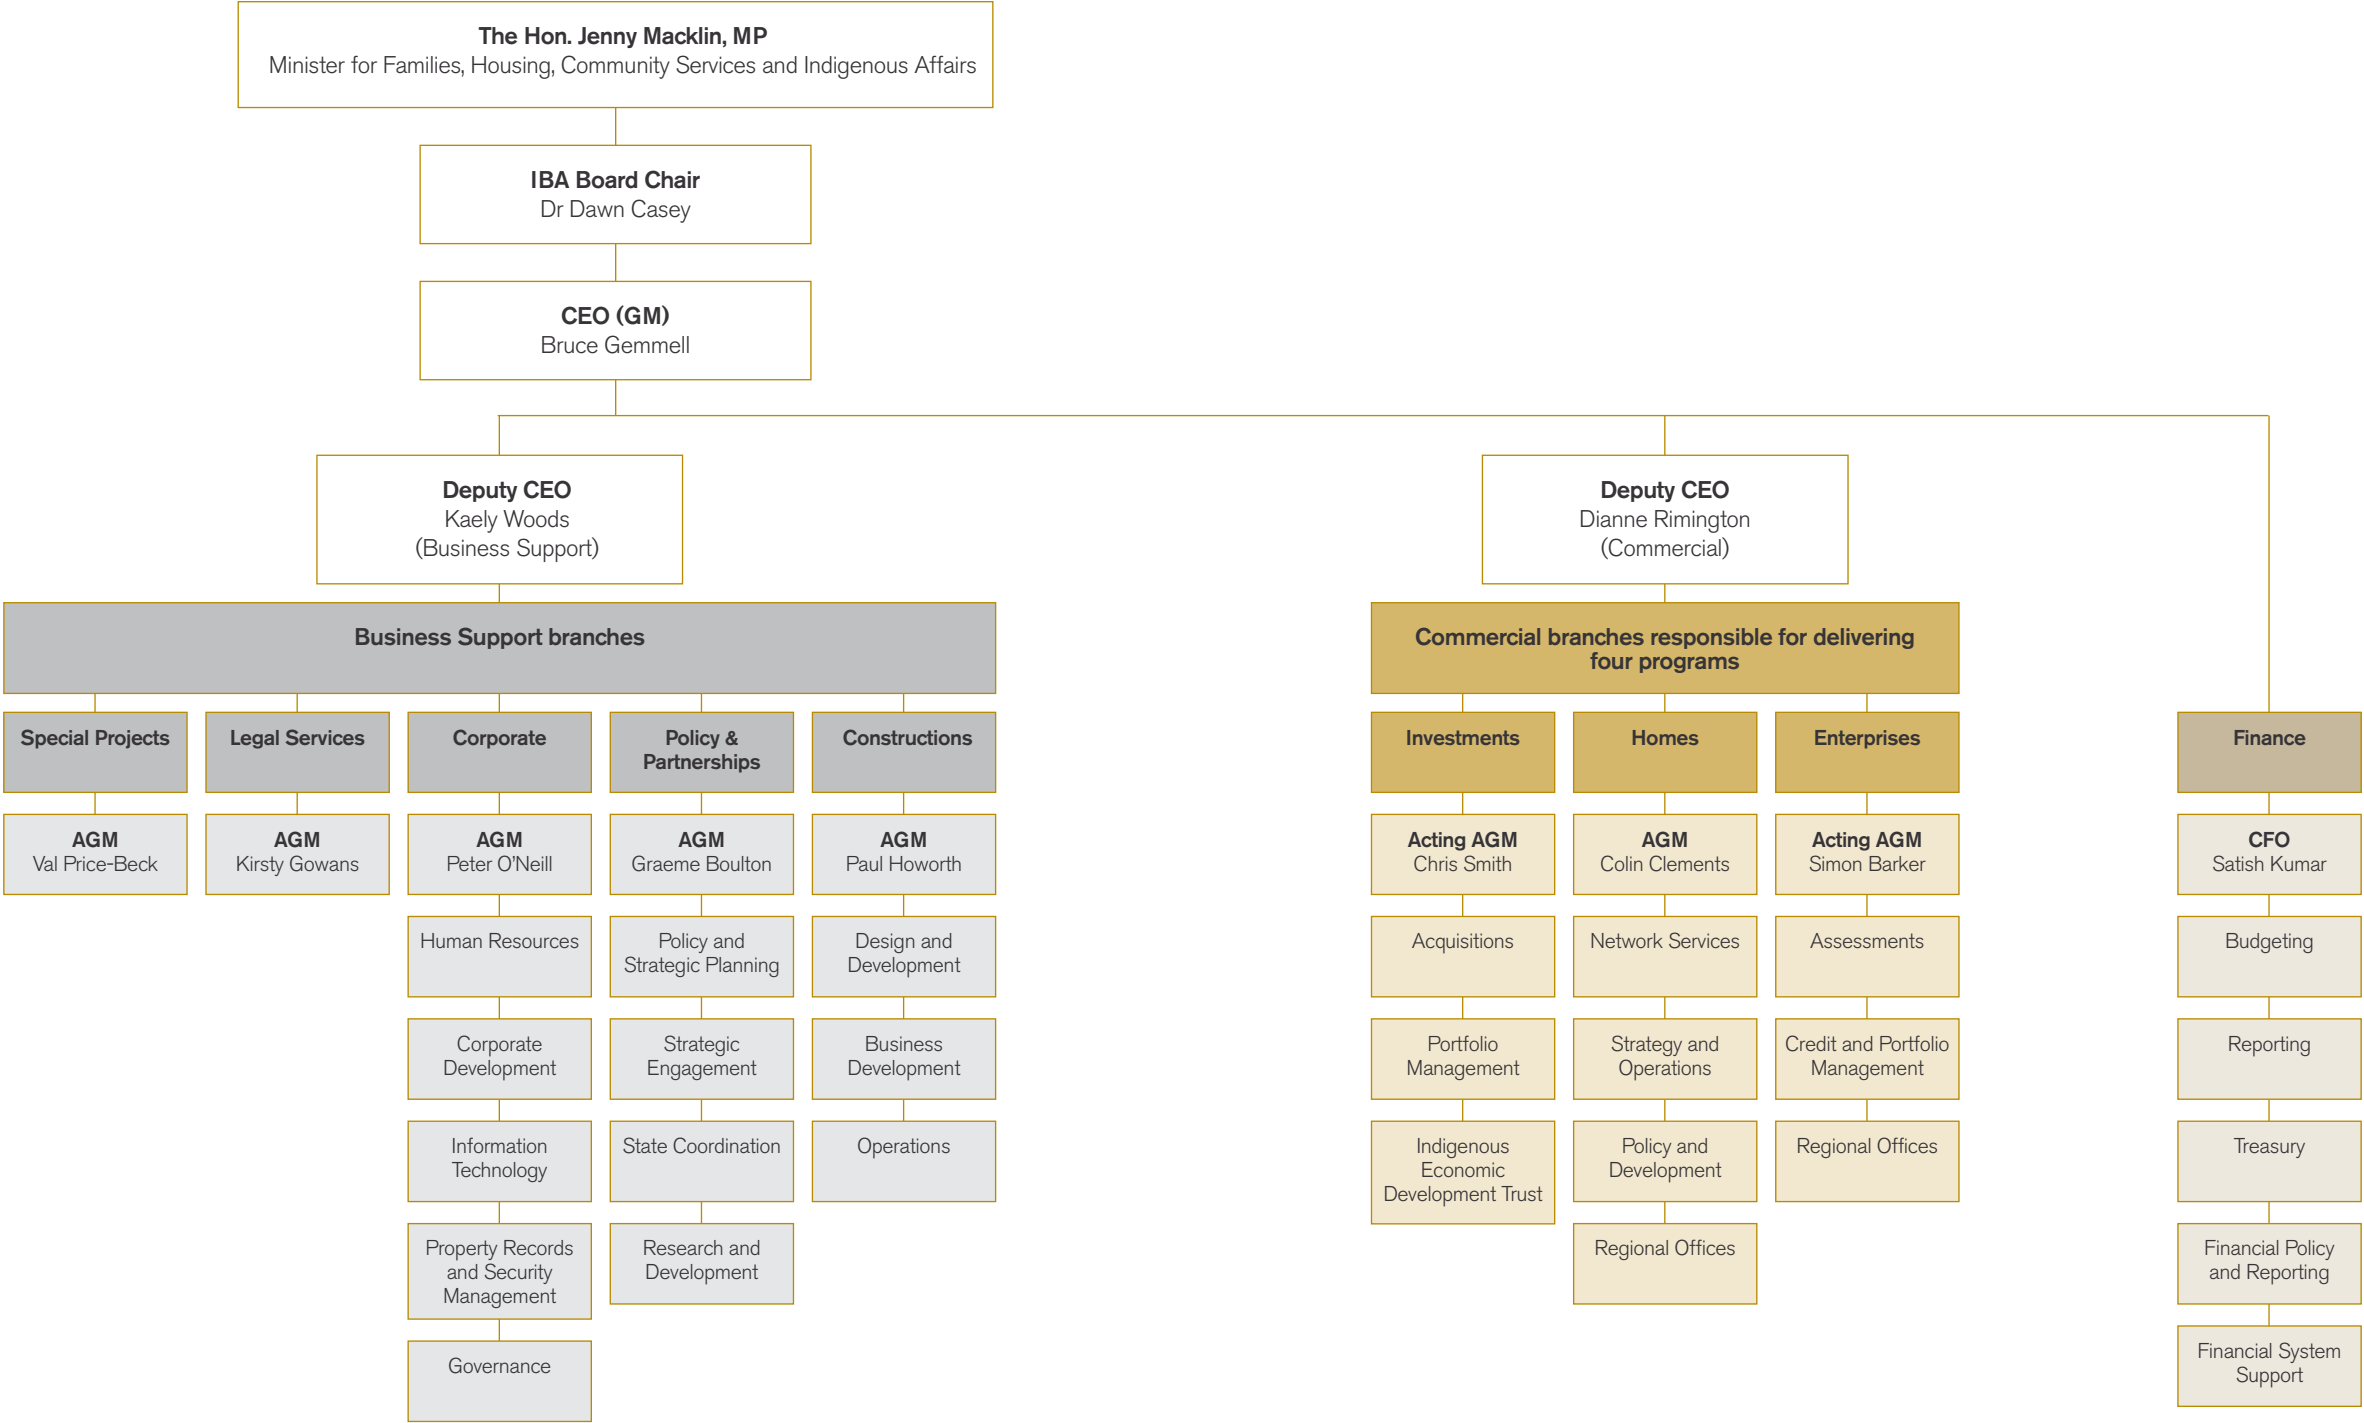 The Hon. Jenny Macklin, MP
Minister for Families, Housing, Community Services and Indigenous Affairs
IBA Board Chair
Dr Dawn Casey
CEO (GM)
Bruce Gemmell
Deputy CEO
Kaely Woods
(Business Support)
Deputy CEO
Dianne Rimington
(Commercial)
Business Support branches
Commercial branches responsible for delivering
four programs
Special Projects
AGM
Val Price-Beck
Legal Services
AGM
Kirsty Gowans
Corporate
AGM
Peter O’Neill
Human Resources
Corporate
Development
Information
Technology
Property Records
and Security
Management
Governance
Policy &
Partnerships
AGM
Graeme Boulton
Policy and
Strategic Planning
Strategic
Engagement
State Coordination
Research and
Development
Constructions
AGM
Paul Howorth
Design and
Development
Business
Development
Operations
Investments
Acting AGM
Chris Smith
Acquisitions
Portfolio
Management
Indigenous
Economic
Development Trust
Homes
AGM
Colin Clements
Network Services
Strategy and
Operations
Policy and
Development
Regional Offices
Enterprises
Acting AGM
Simon Barker
Assessments
Credit and Portfolio
Management
Regional Offices
Finance
CFO
Satish Kumar
Budgeting
Reporting
Treasury
Financial Policy
and Reporting
Financial System
Support